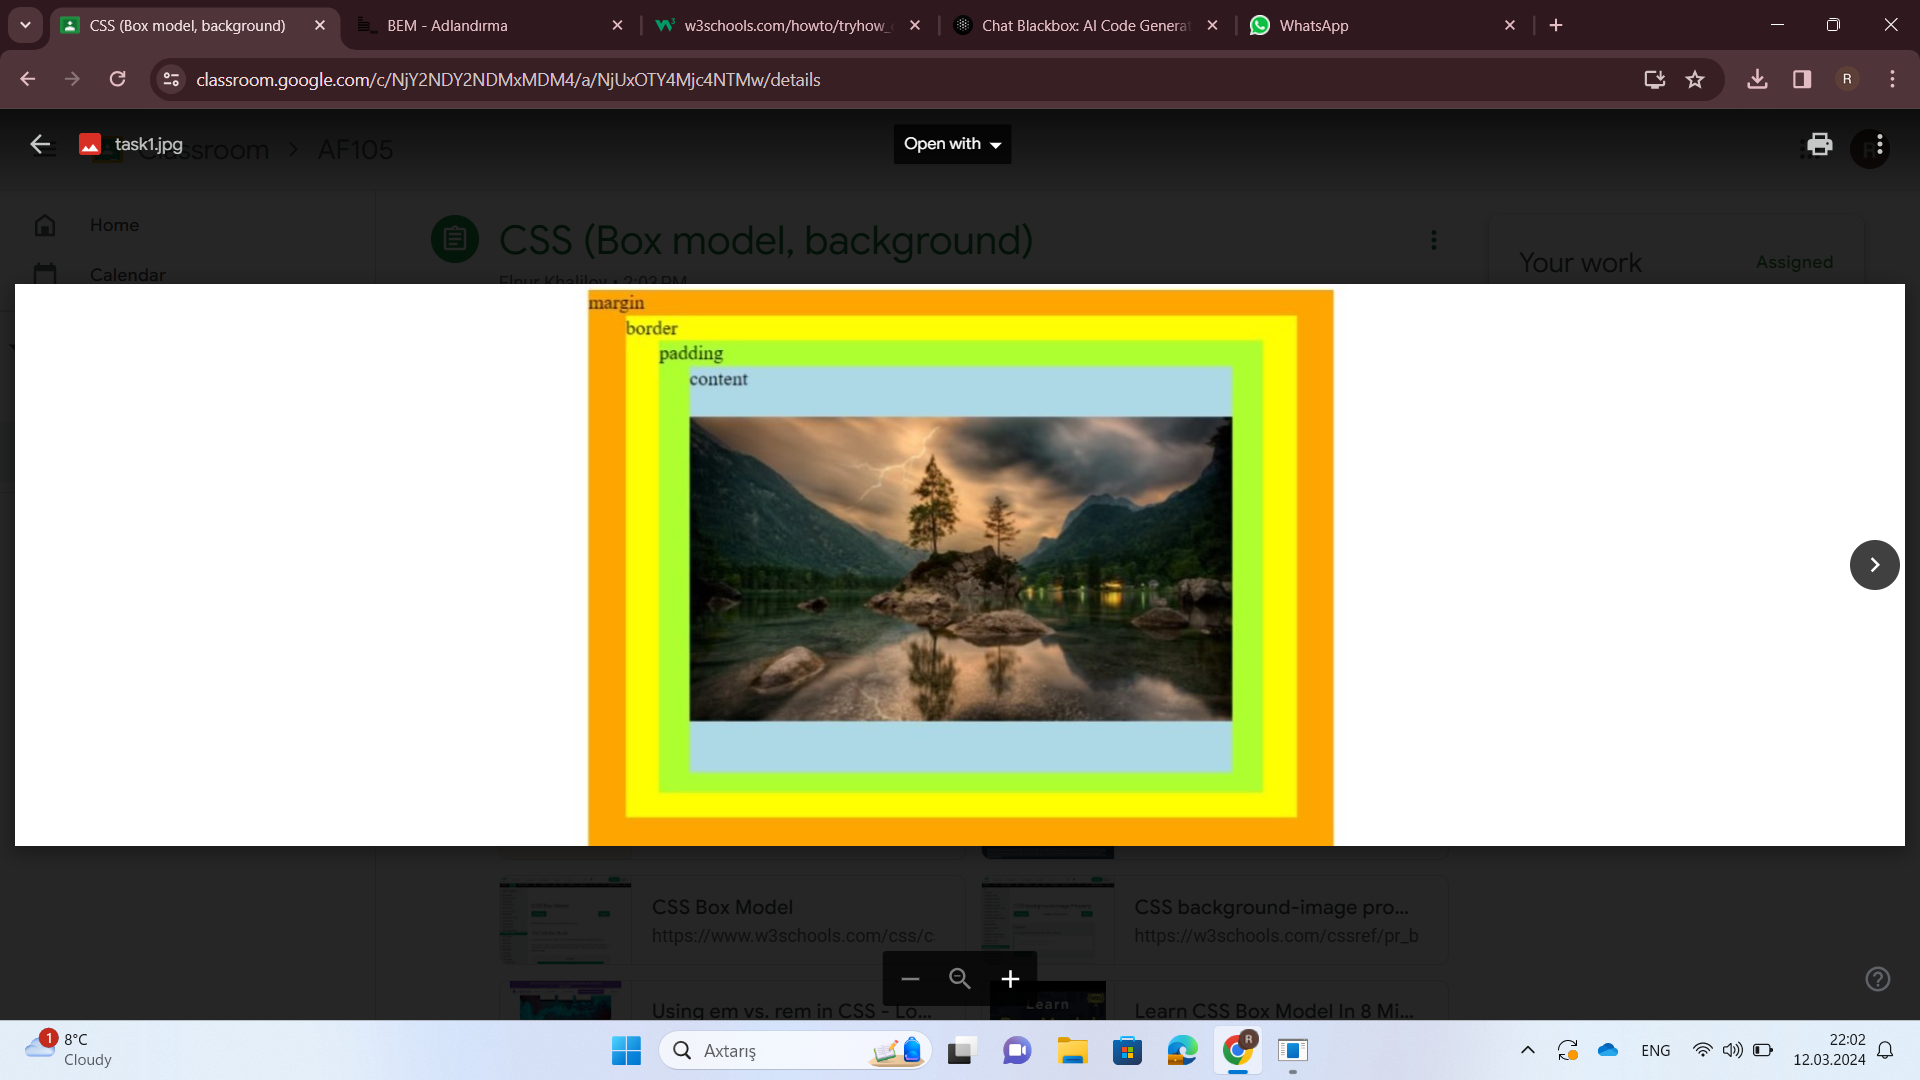 CSS (Box model, background)
BEM - Adlandırma
w3schools.com/howto/tryhow_
Chat Blackbox: AI Code Genera
WhatsApp
classroom.google.com/c/NjY2NDY2NDMxMDM4/a/NjUxOTY4Mjc4NTMw/details
R
task1.jpg
Classroom > AF105
Open with
R
Home
CSS (Box model, background)
Your work
Assigned
Calendar
Elnur Khalilov • 2:03 PM
margin
border
padding
content
CSS Box Model
https://www.w3schools.com/css/c
CSS background-image pro...
https://w3schools.com/cssref/pr_b
Using em vs. rem in CSS - Lo...
Learn
Learn CSS Box Model In 8 Mi...
1
8°C
Cloudy
Axtarış
R
ENG
22:02
12.03.2024